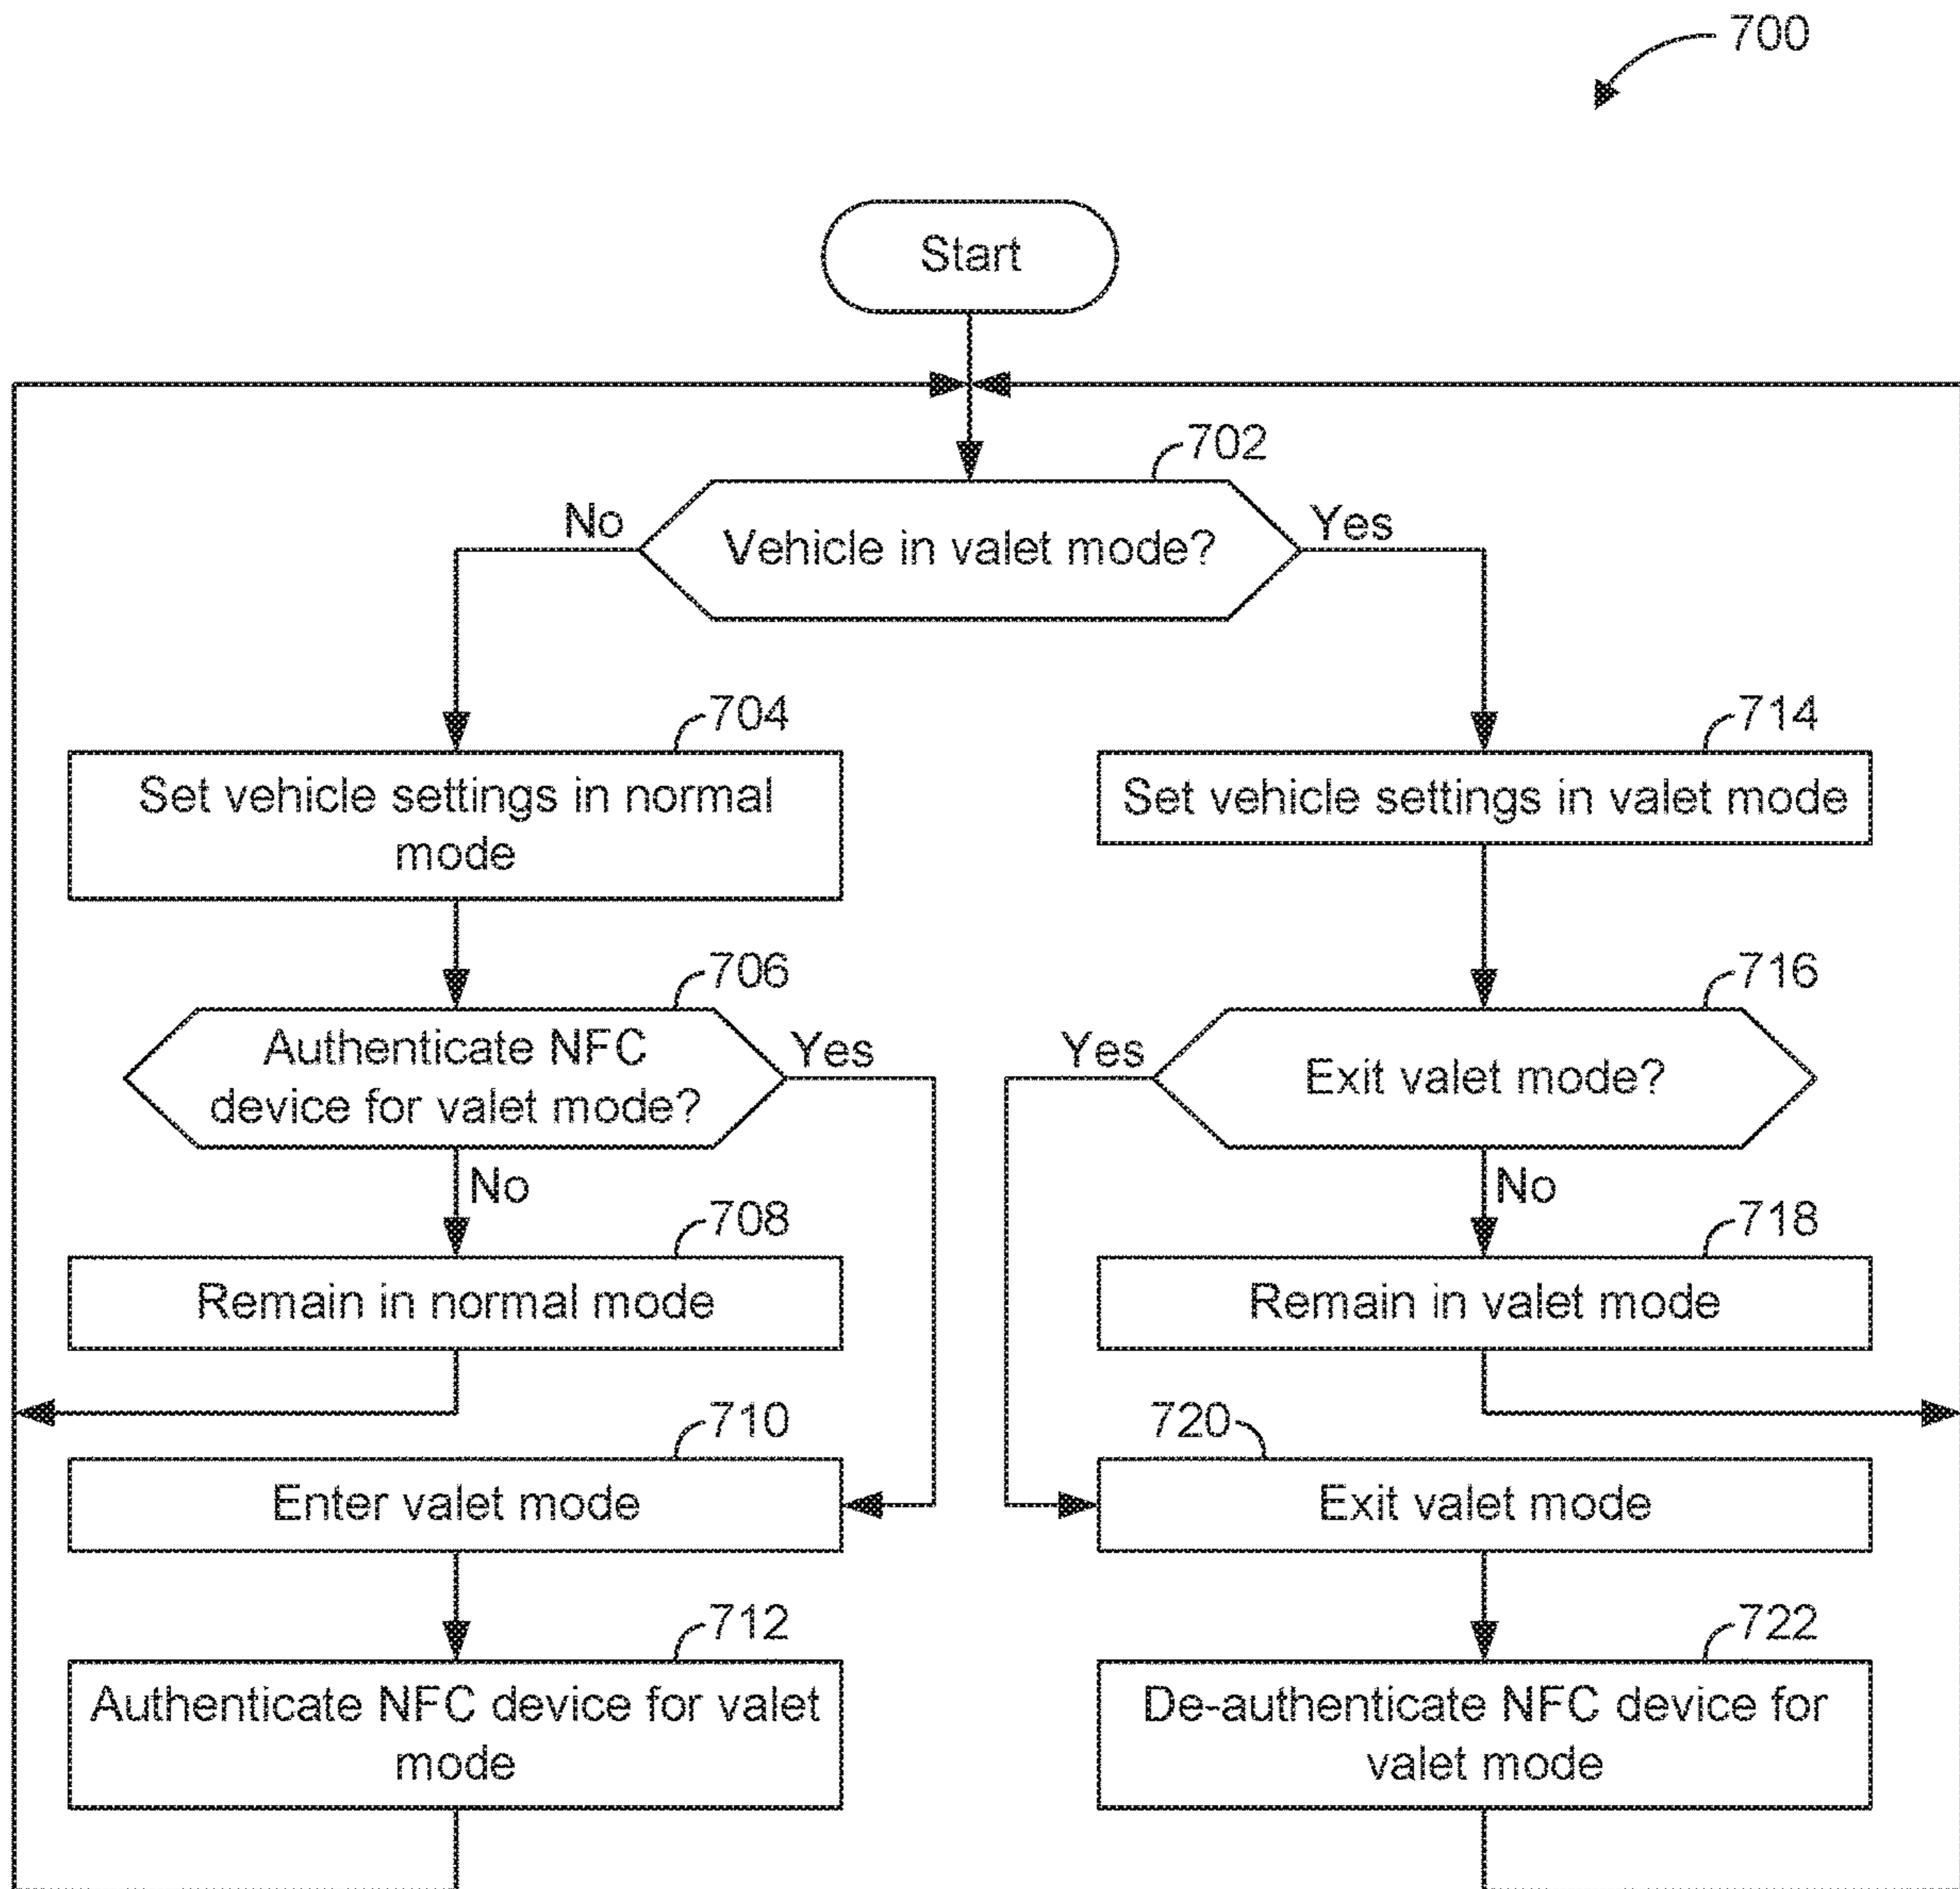 700
Start
702
No
Vehicle in valet mode?
Yes
704
Set vehicle settings in normal
mode
714
Set vehicle settings in valet mode
706
Authenticate NFC
device for valet mode?
Yes
No
716
Yes
Exit valet mode?
No
708
Remain in normal mode
718
Remain in valet mode
710
Enter valet mode
720
Exit valet mode
712
Authenticate NFC device for valet
mode
722
De-authenticate NFC device for
valet mode